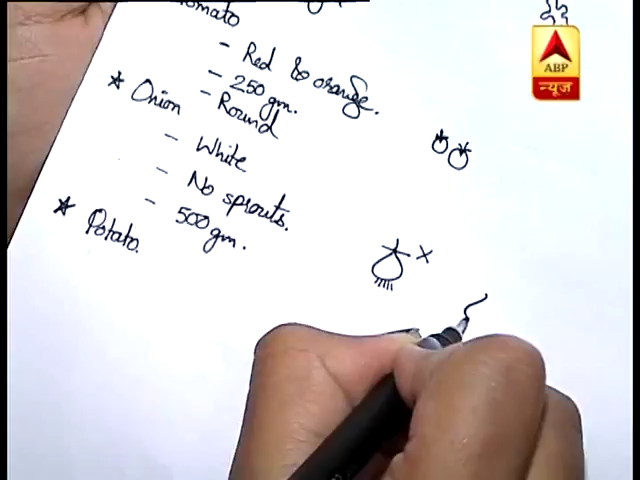 Tomato
- Red & orange.
- 250 gm.
- Round
* Onion
- White
- No sprouts.
- 500 gm.
* Potato.
ABP
न्यूज़